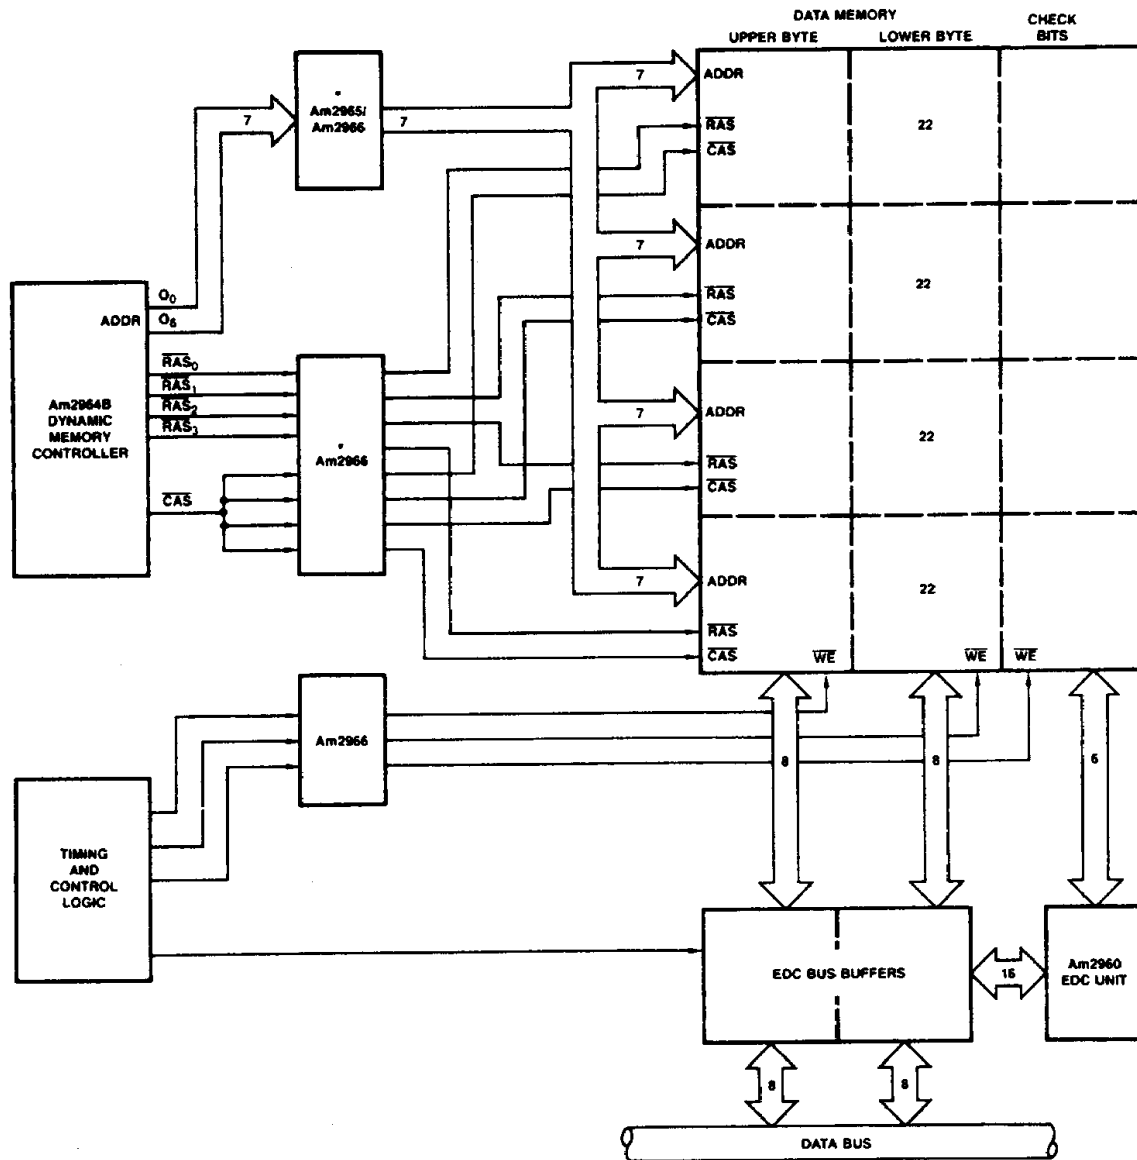 DATA MEMORY
UPPER BYTE
LOWER BYTE
CHECK
BITS
*
Am2965/
Am2966
7
7
7
ADDR
RAS
CAS
22
7
ADDR
RAS
CAS
22
7
ADDR
RAS
CAS
22
7
ADDR
RAS
CAS
22
WE
WE
WE
Am2964B
DYNAMIC
MEMORY
CONTROLLER
ADDR
O0
O6
RAS0
RAS1
RAS2
RAS3
CAS
*
Am2966
Am2966
TIMING
AND
CONTROL
LOGIC
8
8
6
EDC BUS BUFFERS
16
Am2960
EDC UNIT
8
8
DATA BUS